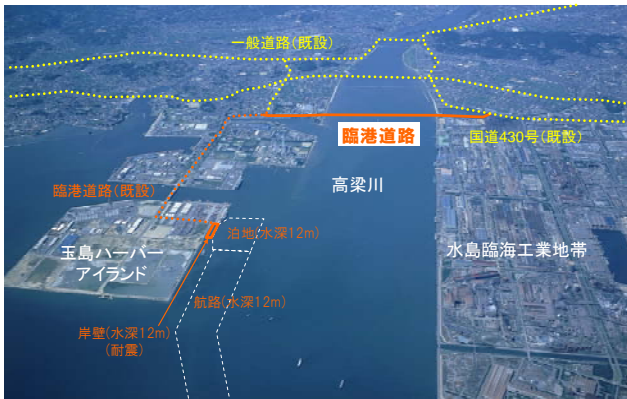 一般道路(既設)
臨港道路
国道430号(既設)
臨港道路(既設)
高梁川
泊地(水深12m)
玉島ハーバー
アイランド
水島臨海工業地帯
航路(水深12m)
岸壁(水深12m)
(耐震)